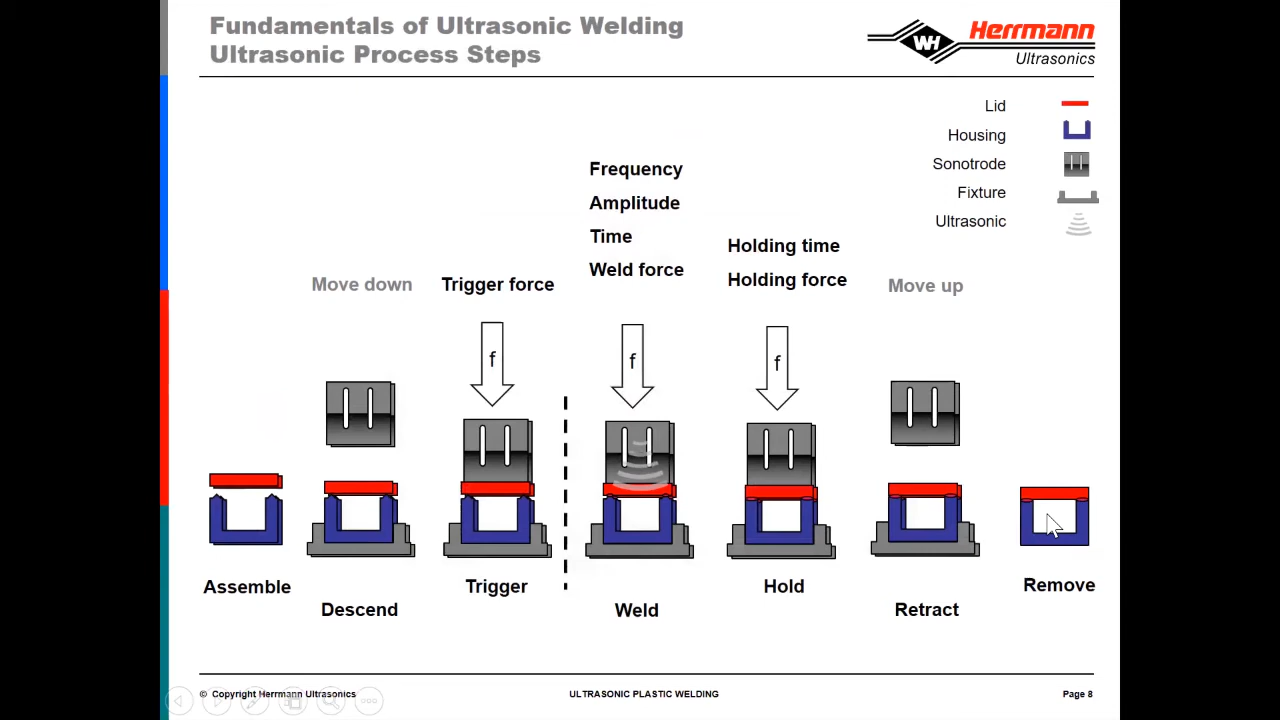 Fundamentals of Ultrasonic Welding
Ultrasonic Process Steps
WH
Herrmann
Ultrasonics
Lid
Housing
Sonotrode
Fixture
Ultrasonic
Frequency
Amplitude
Time
Weld force
Holding time
Holding force
Move down
Trigger force
Move up
f
f
f
Assemble
Descend
Trigger
Weld
Hold
Retract
Remove
© Copyright Herrmann Ultrasonics
ULTRASONIC PLASTIC WELDING
Page 8